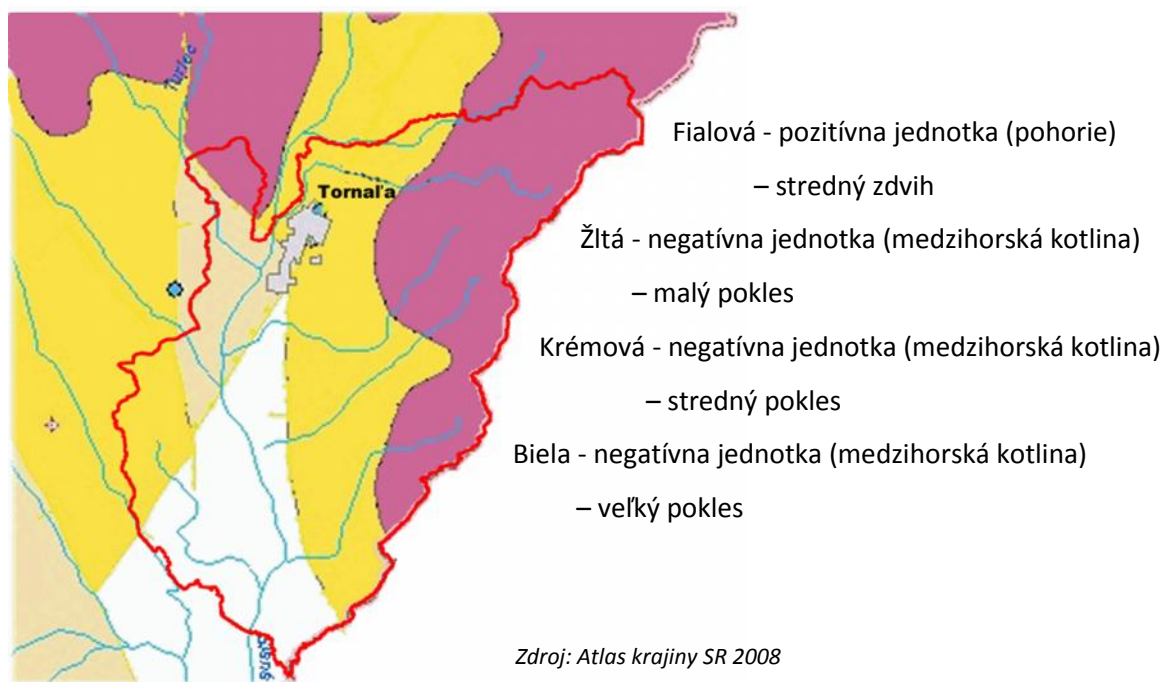 Turiec
Tornaľa
Fialová - pozitívna jednotka (pohorie)
– stredný zdvih
Žltá - negatívna jednotka (medzihorská kotlina)
– malý pokles
Krémová - negatívna jednotka (medzihorská kotlina)
– stredný pokles
Biela - negatívna jednotka (medzihorská kotlina)
– veľký pokles
Zdroj: Atlas krajiny SR 2008